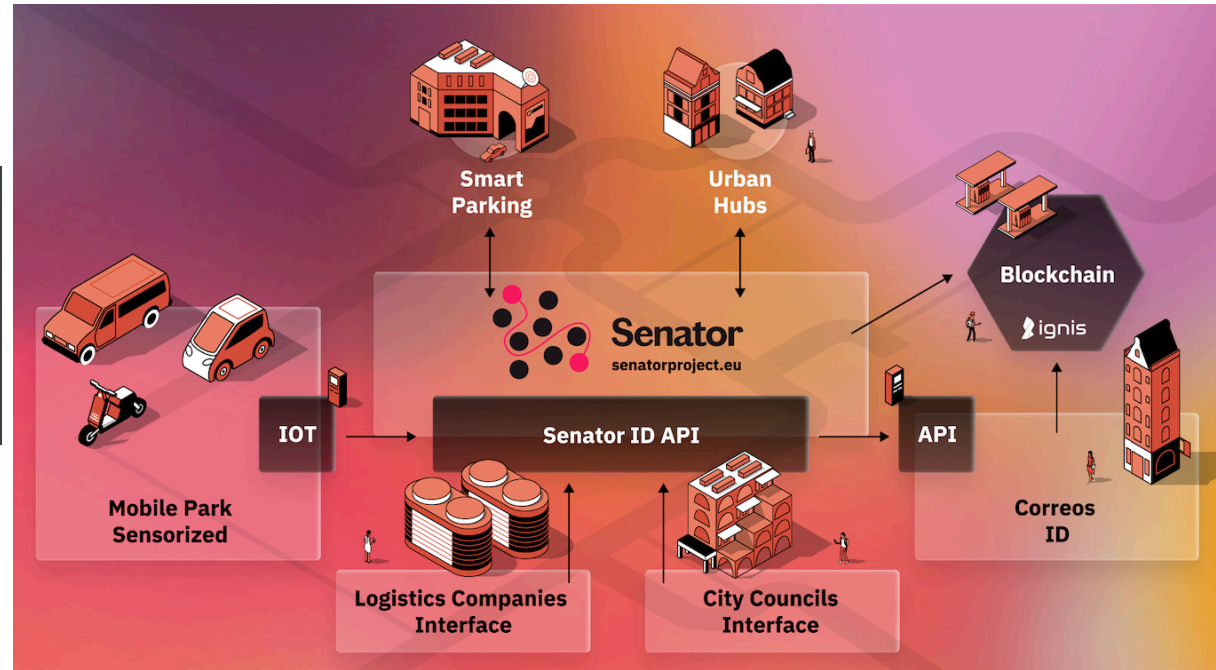 Smart
Parking
Urban
Hubs
Blockchain
ignis
Senator
senatorproject.eu
IOT
Senator ID API
API
Mobile Park
Sensorized
Correos
ID
Logistics Companies
Interface
City Councils
Interface